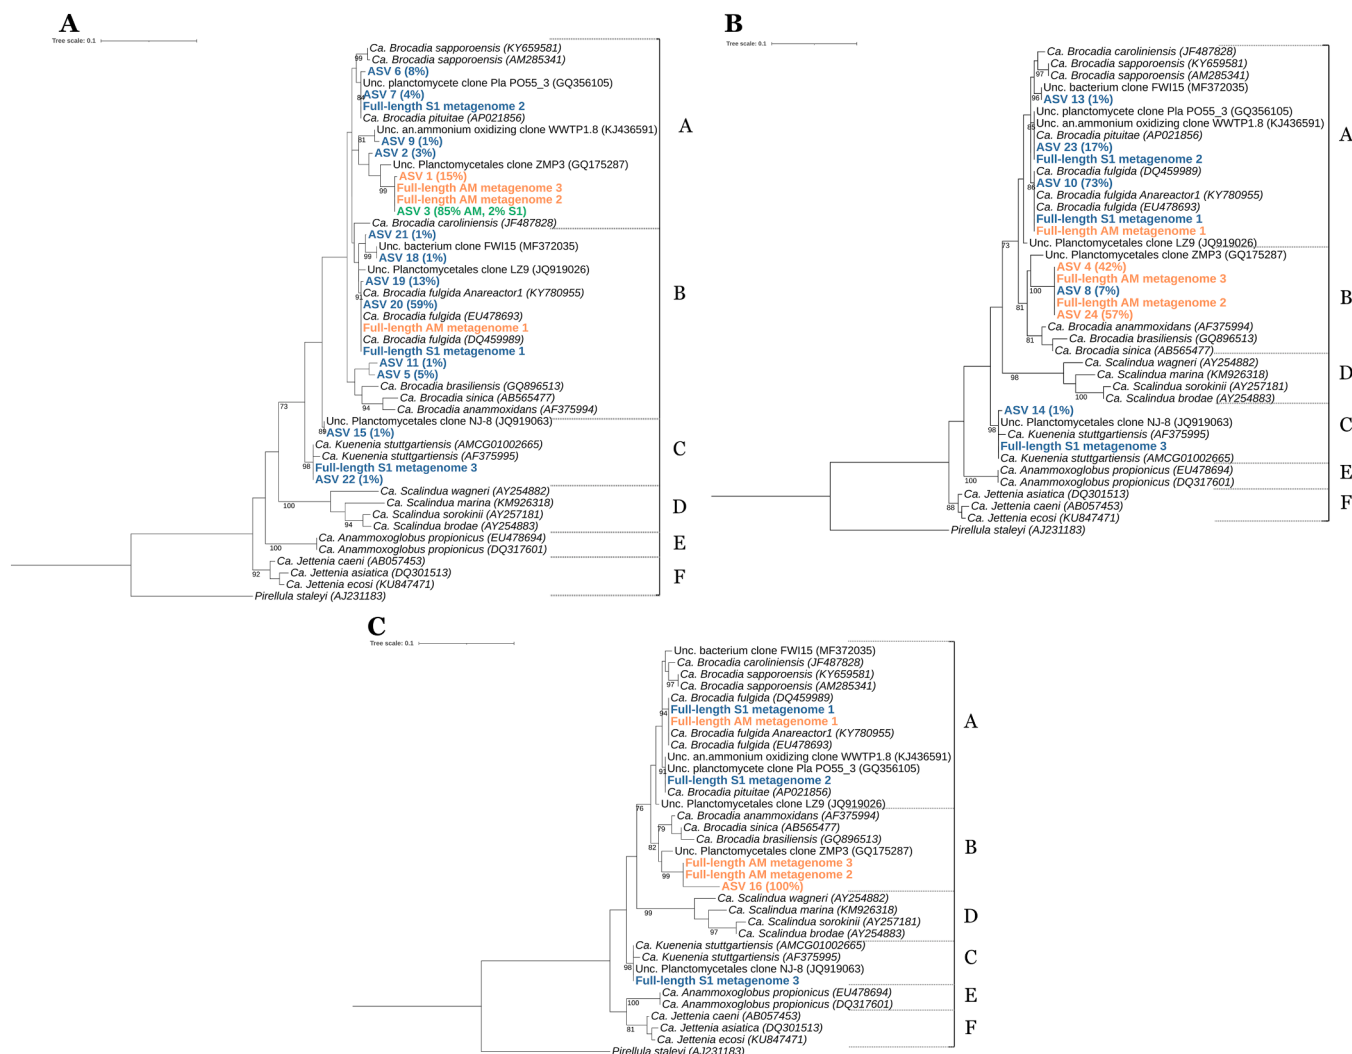 A
Tree scale: 0.1
Ca. Brocadia sapporoensis (KY659581)
99
Ca. Brocadia sapporoensis (AM285341)
ASV 6 (8%)
Unc. planctomycete clone Pla PO55_3 (GQ356105)
ASV 7 (4%)
Full-length S1 metagenome 2
Ca. Brocadia pituitae (AP021856)
Unc. an.ammonium oxidizing clone WWTP1.8 (KJ436591)
81
ASV 9 (1%)
ASV 2 (3%)
Unc. Planctomycetales clone ZMP3 (GQ175287)
ASV 1 (15%)
99
Full-length AM metagenome 3
Full-length AM metagenome 2
ASV 3 (85% AM, 2% S1)
Ca. Brocadia caroliniensis (JF487828)
A
ASV 21 (1%)
Unc. bacterium clone FWI15 (MF372035)
99
ASV 18 (1%)
Unc. Planctomycetales clone LZ9 (JQ919026)
ASV 19 (13%)
91
Ca. Brocadia fulgida Anareactor1 (KY780955)
ASV 20 (59%)
Ca. Brocadia fulgida (EU478693)
Full-length AM metagenome 1
Ca. Brocadia fulgida (DQ459989)
Full-length S1 metagenome 1
ASV 11 (1%)
ASV 5 (5%)
Ca. Brocadia brasiliensis (GQ896513)
Ca. Brocadia sinica (AB565477)
94
Ca. Brocadia anammoxidans (AF375994)
B
73
Unc. Planctomycetales clone NJ-8 (JQ919063)
ASV 15 (1%)
Ca. Kuenenia stuttgartiensis (AMCG01002665)
Ca. Kuenenia stuttgartiensis (AF375995)
98
Full-length S1 metagenome 3
ASV 22 (1%)
C
Ca. Scalindua wagneri (AY254882)
100
Ca. Scalindua marina (KM926318)
Ca. Scalindua sorokinii (AY257181)
94
Ca. Scalindua brodae (AY254883)
D
Ca. Anammoxoglobus propionicus (EU478694)
100
Ca. Anammoxoglobus propionicus (DQ317601)
E
Ca. Jettenia caeni (AB057453)
92
Ca. Jettenia asiatica (DQ301513)
Ca. Jettenia ecosi (KU847471)
F
Pirellula staleyi (AJ231183)
B
Tree scale: 0.1
Ca. Brocadia caroliniensis (JF487828)
Ca. Brocadia sapporoensis (KY659581)
97
Ca. Brocadia sapporoensis (AM285341)
Unc. bacterium clone FWI15 (MF372035)
96
ASV 13 (1%)
Unc. planctomycete clone Pla PO55_3 (GQ356105)
Unc. an.ammonium oxidizing clone WWTP1.8 (KJ436591)
85
Ca. Brocadia pituitae (AP021856)
ASV 23 (17%)
Full-length S1 metagenome 2
Ca. Brocadia fulgida (DQ459989)
ASV 10 (73%)
86
Ca. Brocadia fulgida Anareactor1 (KY780955)
Ca. Brocadia fulgida (EU478693)
Full-length S1 metagenome 1
Full-length AM metagenome 1
Unc. Planctomycetales clone LZ9 (JQ919026)
A
73
Unc. Planctomycetales clone ZMP3 (GQ175287)
ASV 4 (42%)
Full-length AM metagenome 3
100
ASV 8 (7%)
Full-length AM metagenome 2
81
ASV 24 (57%)
Ca. Brocadia anammoxidans (AF375994)
81
Ca. Brocadia brasiliensis (GQ896513)
Ca. Brocadia sinica (AB565477)
B
Ca. Scalindua wagneri (AY254882)
98
Ca. Scalindua marina (KM926318)
Ca. Scalindua sorokinii (AY257181)
100
Ca. Scalindua brodae (AY254883)
D
ASV 14 (1%)
Unc. Planctomycetales clone NJ-8 (JQ919063)
98
Ca. Kuenenia stuttgartiensis (AF375995)
Full-length S1 metagenome 3
Ca. Kuenenia stuttgartiensis (AMCG01002665)
C
Ca. Anammoxoglobus propionicus (EU478694)
100
Ca. Anammoxoglobus propionicus (DQ317601)
E
Ca. Jettenia asiatica (DQ301513)
88
Ca. Jettenia caeni (AB057453)
Ca. Jettenia ecosi (KU847471)
F
Pirellula staleyi (AJ231183)
C
Tree scale: 0.1
Unc. bacterium clone FWI15 (MF372035)
Ca. Brocadia caroliniensis (JF487828)
Ca. Brocadia sapporoensis (KY659581)
97
Ca. Brocadia sapporoensis (AM285341)
Ca. Brocadia fulgida (DQ459989)
94
Full-length S1 metagenome 1
Full-length AM metagenome 1
Ca. Brocadia fulgida Anareactor1 (KY780955)
Ca. Brocadia fulgida (EU478693)
Unc. an.ammonium oxidizing clone WWTP1.8 (KJ436591)
91
Unc. planctomycete clone Pla PO55_3 (GQ356105)
Full-length S1 metagenome 2
Ca. Brocadia pituitae (AP021856)
Unc. Planctomycetales clone LZ9 (JQ919026)
A
76
Ca. Brocadia anammoxidans (AF375994)
79
Ca. Brocadia sinica (AB565477)
Ca. Brocadia brasiliensis (GQ896513)
82
Unc. Planctomycetales clone ZMP3 (GQ175287)
Full-length AM metagenome 3
99
Full-length AM metagenome 2
ASV 16 (100%)
B
Ca. Scalindua wagneri (AY254882)
99
Ca. Scalindua marina (KM926318)
Ca. Scalindua sorokinii (AY257181)
97
Ca. Scalindua brodae (AY254883)
D
Ca. Kuenenia stuttgartiensis (AMCG01002665)
Ca. Kuenenia stuttgartiensis (AF375995)
98
Unc. Planctomycetales clone NJ-8 (JQ919063)
Full-length S1 metagenome 3
C
Ca. Anammoxoglobus propionicus (EU478694)
100
Ca. Anammoxoglobus propionicus (DQ317601)
E
Ca. Jettenia caeni (AB057453)
81
Ca. Jettenia asiatica (DQ301513)
Ca. Jettenia ecosi (KU847471)
F
Pirellula staleyi (AJ231183)